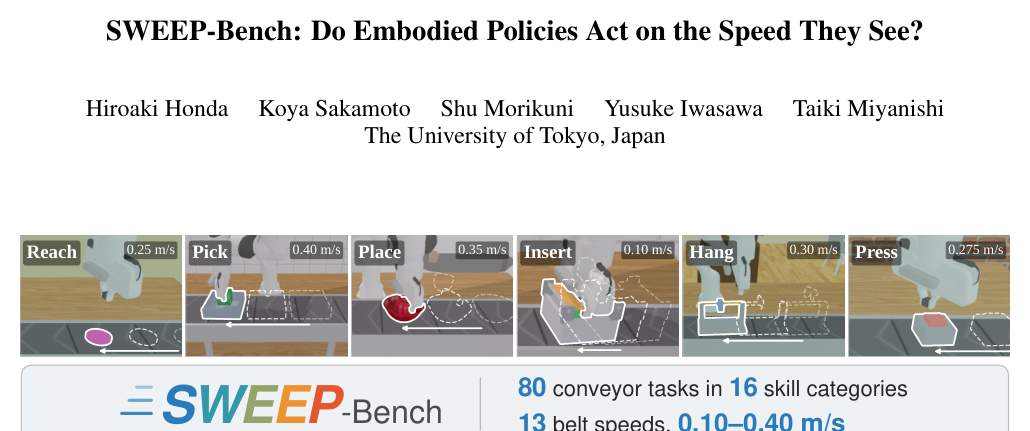 SWEEP-Bench: Do Embodied Policies Act on the Speed They See?
Hiroaki Honda Koya Sakamoto Shu Morikuni Yusuke Iwasawa Taiki Miyanishi
The University of Tokyo, Japan
Reach 0.25 m/s Pick 0.40 m/s Place 0.35 m/s Insert 0.10 m/s Hang 0.30 m/s Press 0.275 m/s
SWEEP-Bench
80 conveyor tasks in 16 skill categories
13 belt speeds, 0.10–0.40 m/s